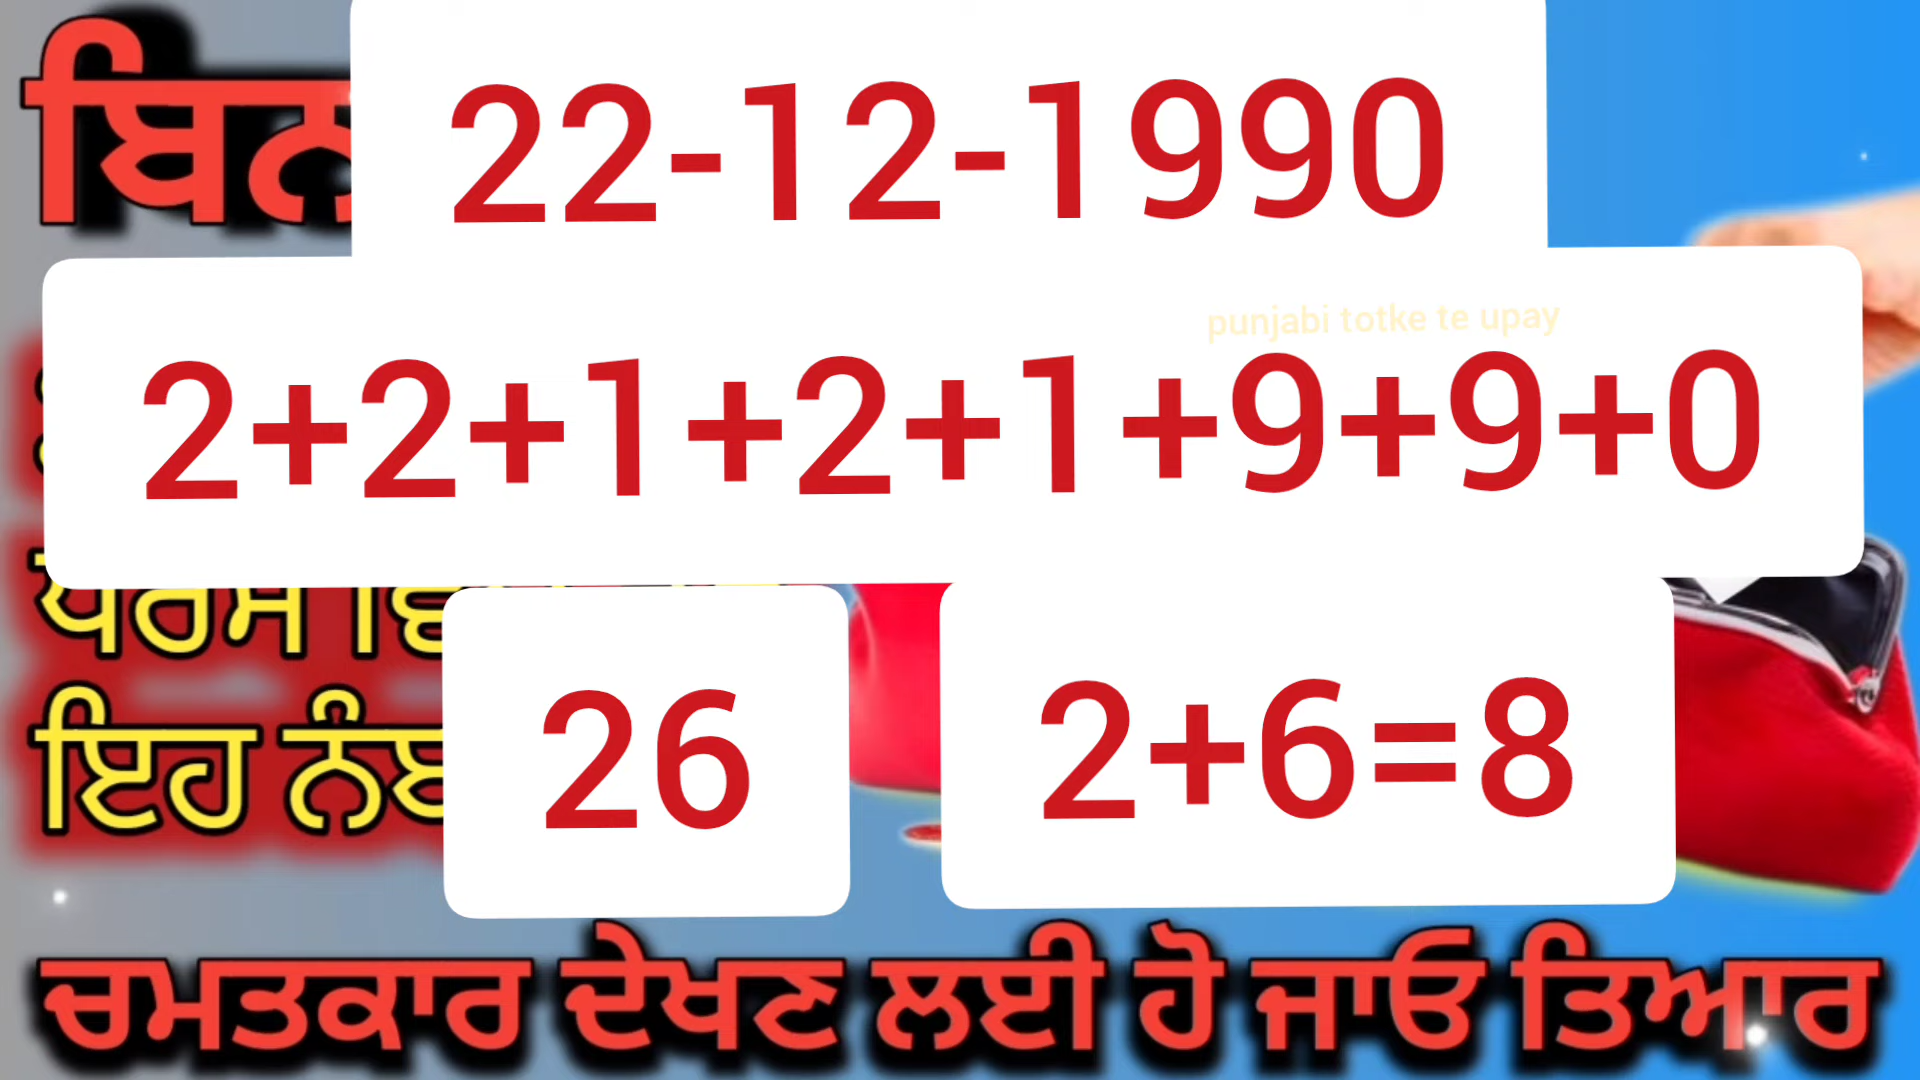 22-12-1990
punjabi totke te upay
2+2+1+2+1+9+9+0
26
2+6=8
ਇਹ
ਚਮਤਕਾਰ ਦੇਖਣ ਲਈ ਹੋ ਜਾਓ ਤਿਆਰ